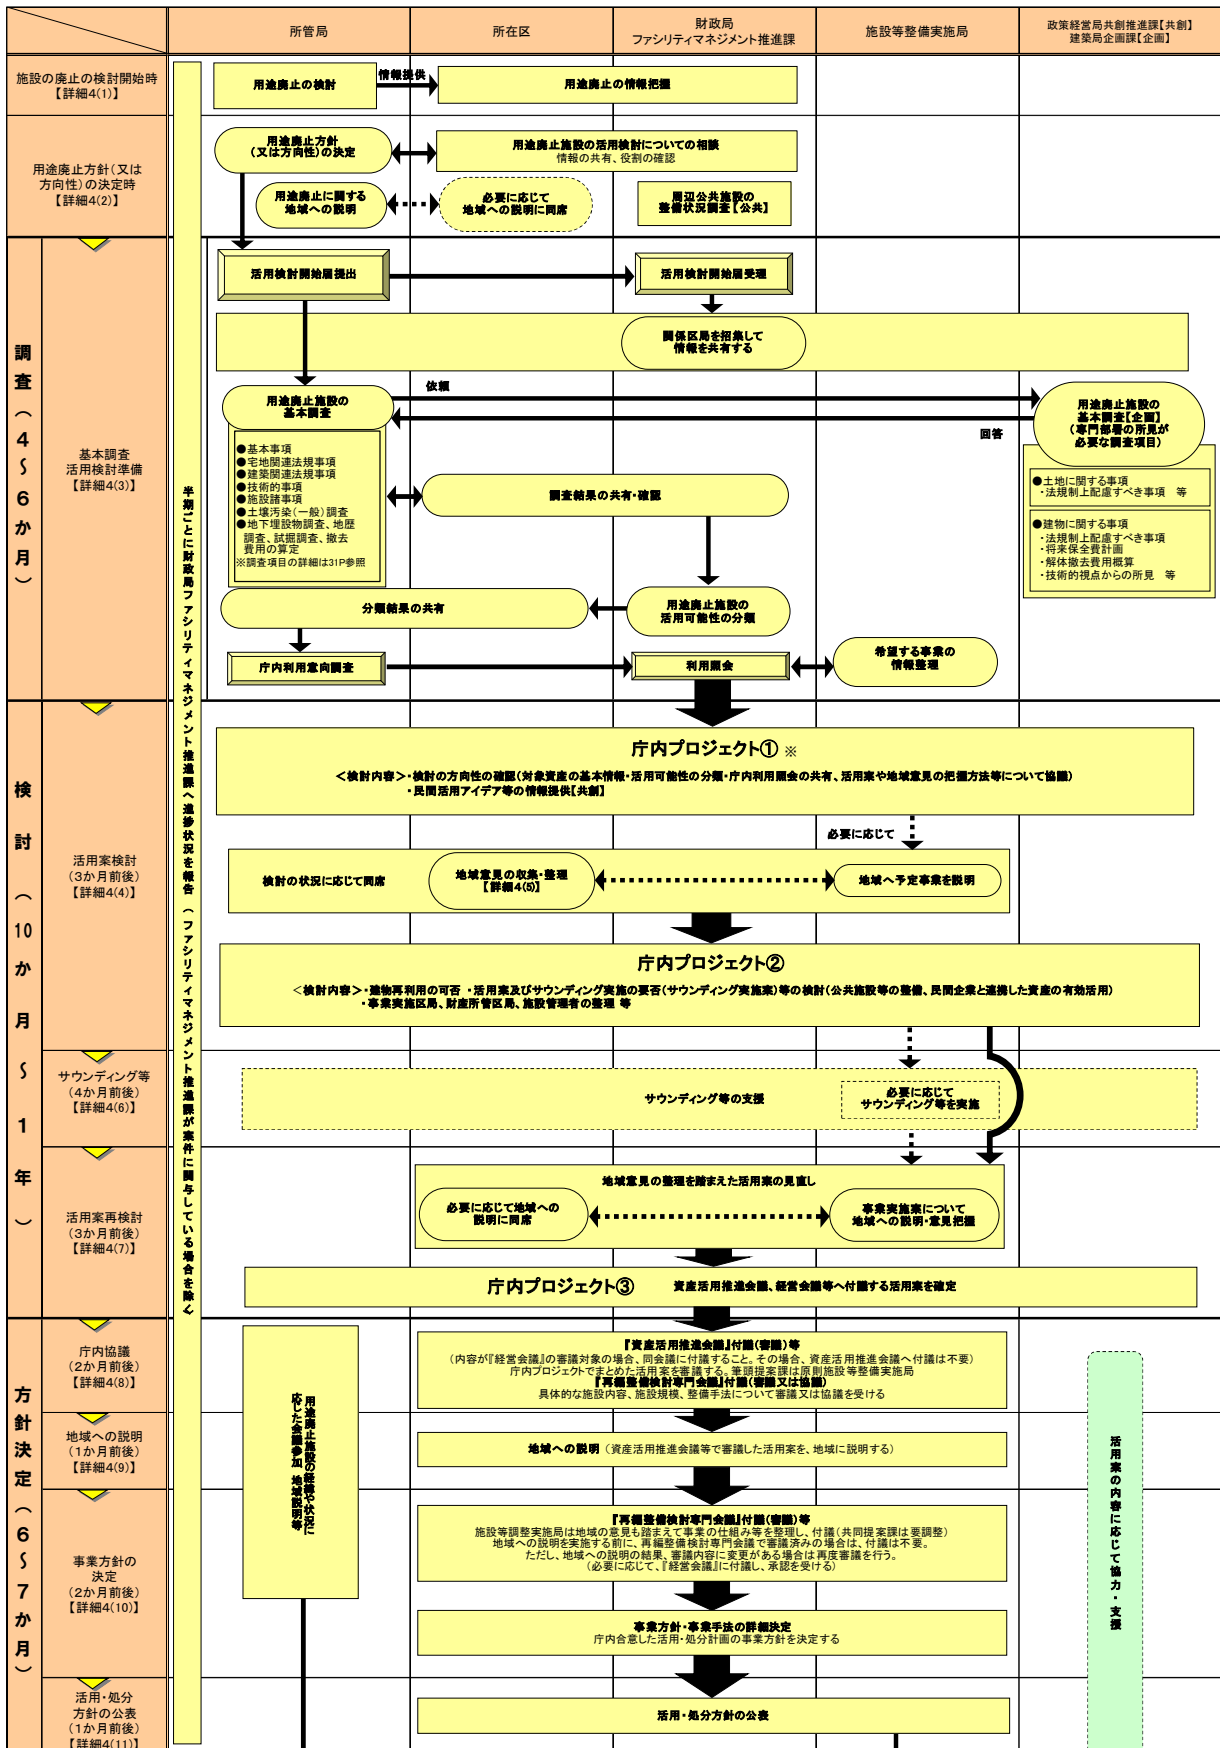 所管局
所在区
財政局
ファシリティマネジメント推進課
施設等整備実施局
政策経営局共創推進課【共創】
建築局企画課【企画】
施設の廃止の検討開始時
【詳細4(1)】
用途廃止の検討
情報提供
用途廃止の情報把握
用途廃止方針(又は
方向性)の決定時
【詳細4(2)】
用途廃止方針
(又は方向性)の決定
用途廃止施設の活用検討についての相談
情報の共有、役割の確認
用途廃止に関する
地域への説明
必要に応じて
地域への説明に同席
周辺公共施設の
整備状況調査【公共】
調査(4~6か月)
基本調査
活用検討準備
【詳細4(3)】
半期ごとに財政局ファシリティマネジメント推進課へ進捗状況を報告(ファシリティマネジメント推進課が案件に関与している場合を除く)
活用検討開始届提出
活用検討開始届受理
関係区局を招集して
情報を共有する
依頼
用途廃止施設の
基本調査
回答
用途廃止施設の
基本調査【企画】
(専門部署の所見が
必要な調査項目)
●基本事項
●宅地関連法規事項
●建築関連法規事項
●技術的事項
●施設諸事項
●土壌汚染(一般)調査
●地下埋設物調査、地歴
調査、試掘調査、撤去
費用の算定
※調査項目の詳細は31P参照
調査結果の共有・確認
●土地に関する事項
・法規制上配慮すべき事項 等
●建物に関する事項
・法規制上配慮すべき事項
・将来保全費計画
・解体撤去費用概算
・技術的視点からの所見 等
分類結果の共有
用途廃止施設の
活用可能性の分類
庁内利用意向調査
利用照会
希望する事業の
情報整理
検討(10か月~1年)
活用案検討
(3か月前後)
【詳細4(4)】
庁内プロジェクト① ※
<検討内容>・検討の方向性の確認(対象資産の基本情報・活用可能性の分類・庁内利用照会の共有、活用案や地域意見の把握方法等について協議)
・民間活用アイデア等の情報提供【共創】
必要に応じて
検討の状況に応じて同席
地域意見の収集・整理
【詳細4(5)】
地域へ予定事業を説明
庁内プロジェクト②
<検討内容>・建物再利用の可否 ・活用案及びサウンディング実施の要否(サウンディング実施案)等の検討(公共施設等の整備、民間企業と連携した資産の有効活用)
・事業実施区局、財産所管区局、施設管理者の整理 等
サウンディング等
(4か月前後)
【詳細4(6)】
サウンディング等の支援
必要に応じて
サウンディング等を実施
活用案再検討
(3か月前後)
【詳細4(7)】
地域意見の整理を踏まえた活用案の見直し
必要に応じて地域への
説明に同席
事業実施案について
地域への説明・意見把握
庁内プロジェクト③ 資産活用推進会議、経営会議等へ付議する活用案を確定
方針決定(6~7か月)
庁内協議
(2か月前後)
【詳細4(8)】
用途廃止施設の経緯や状況に
応じた会議参加、地域説明等
『資産活用推進会議』付議(審議)等
(内容が『経営会議』の審議対象の場合、同会議に付議すること。その場合、資産活用推進会議へ付議は不要)
庁内プロジェクトでまとめた活用案を審議する。筆頭提案課は原則施設等整備実施局
『再編整備検討専門会議』付議(審議又は協議)
具体的な施設内容、施設規模、整備手法について審議又は協議を受ける
活用案の内容に応じて協力・支援
地域への説明
(1か月前後)
【詳細4(9)】
地域への説明(資産活用推進会議等で審議した活用案を、地域に説明する)
事業方針の
決定
(2か月前後)
【詳細4(10)】
『再編整備検討専門会議』付議(審議)等
施設等調整実施局は地域の意見も踏まえて事業の仕組み等を整理し、付議(共同提案課は要調整)
地域への説明を実施する前に、再編整備検討専門会議で審議済みの場合は、付議は不要。
ただし、地域への説明の結果、審議内容に変更がある場合は再度審議を行う。
(必要に応じて、『経営会議』に付議し、承認を受ける)
事業方針・事業手法の詳細決定
庁内合意した活用・処分計画の事業方針を決定する
活用・処分
方針の公表
(1か月前後)
【詳細4(11)】
活用・処分方針の公表